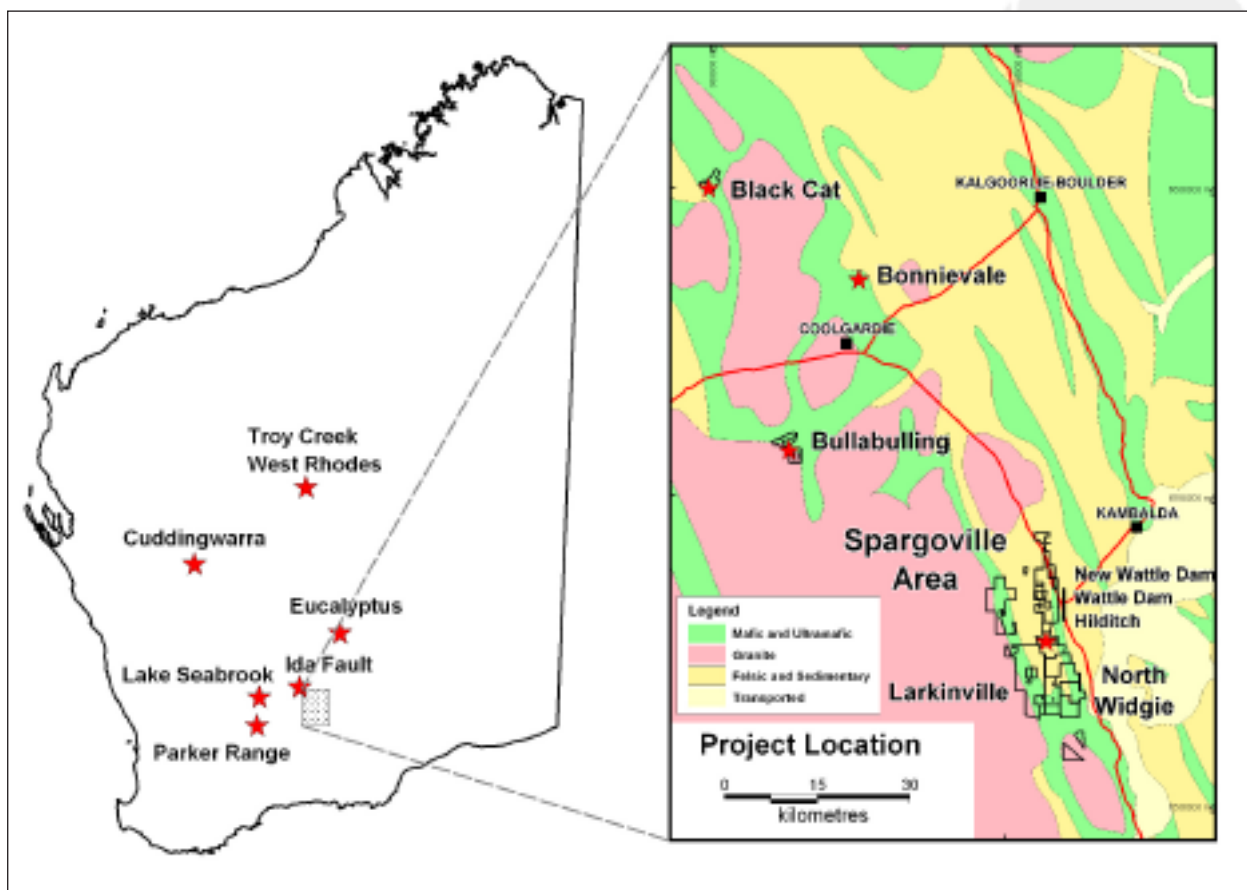 Troy Creek
West Rhodes
Cuddingwarra
Eucalyptus
Ida Fault
Lake Seabrook
Parker Range
Black Cat
KALGOORLIE-BOULDER
Bonnievale
COOLGARDIE
Bullabulling
KAMBALDA
Spargoville
Area
New Wattle Dam
Wattle Dam
Hilditch
Legend
Mafic and Ultramafic
Granite
Felsic and Sedimentary
Transported
Larkinville
North
Widgie
Project Location
0 15 30
kilometres